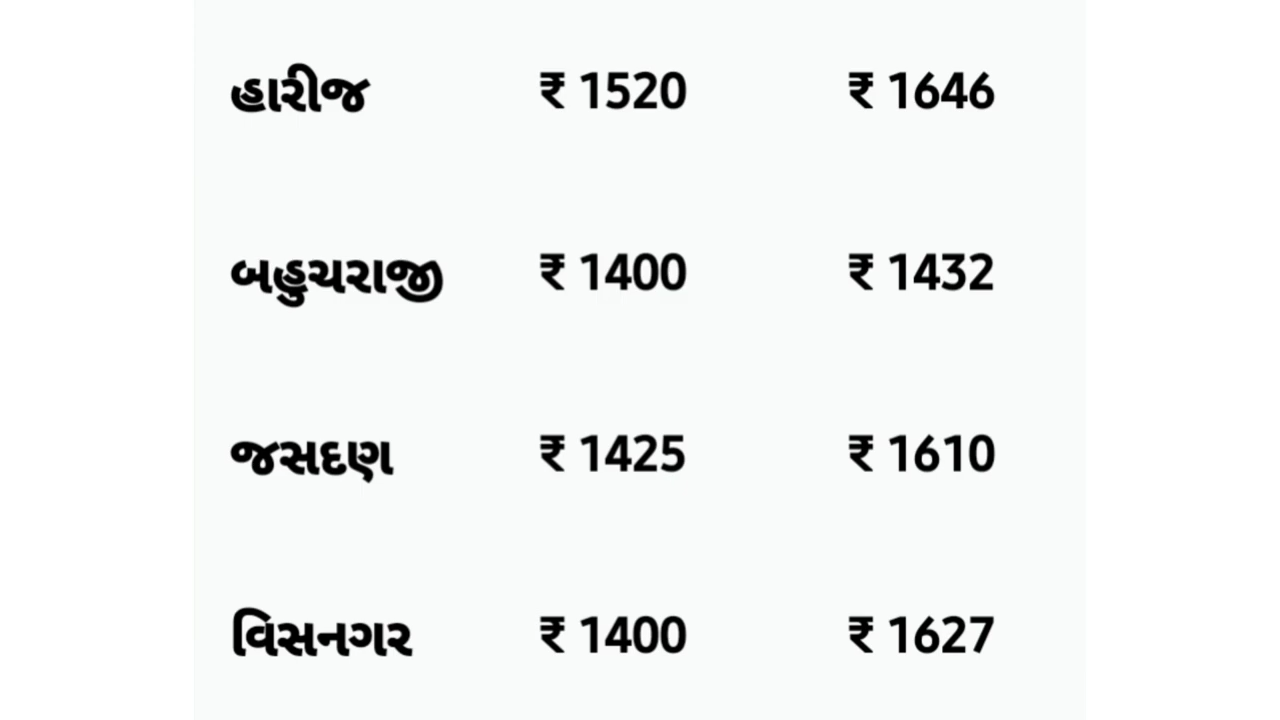 હારીજ ₹ 1520 ₹ 1646
બહુચરાજી ₹ 1400 ₹ 1432
જસદણ ₹ 1425 ₹ 1610
વિસનગર ₹ 1400 ₹ 1627